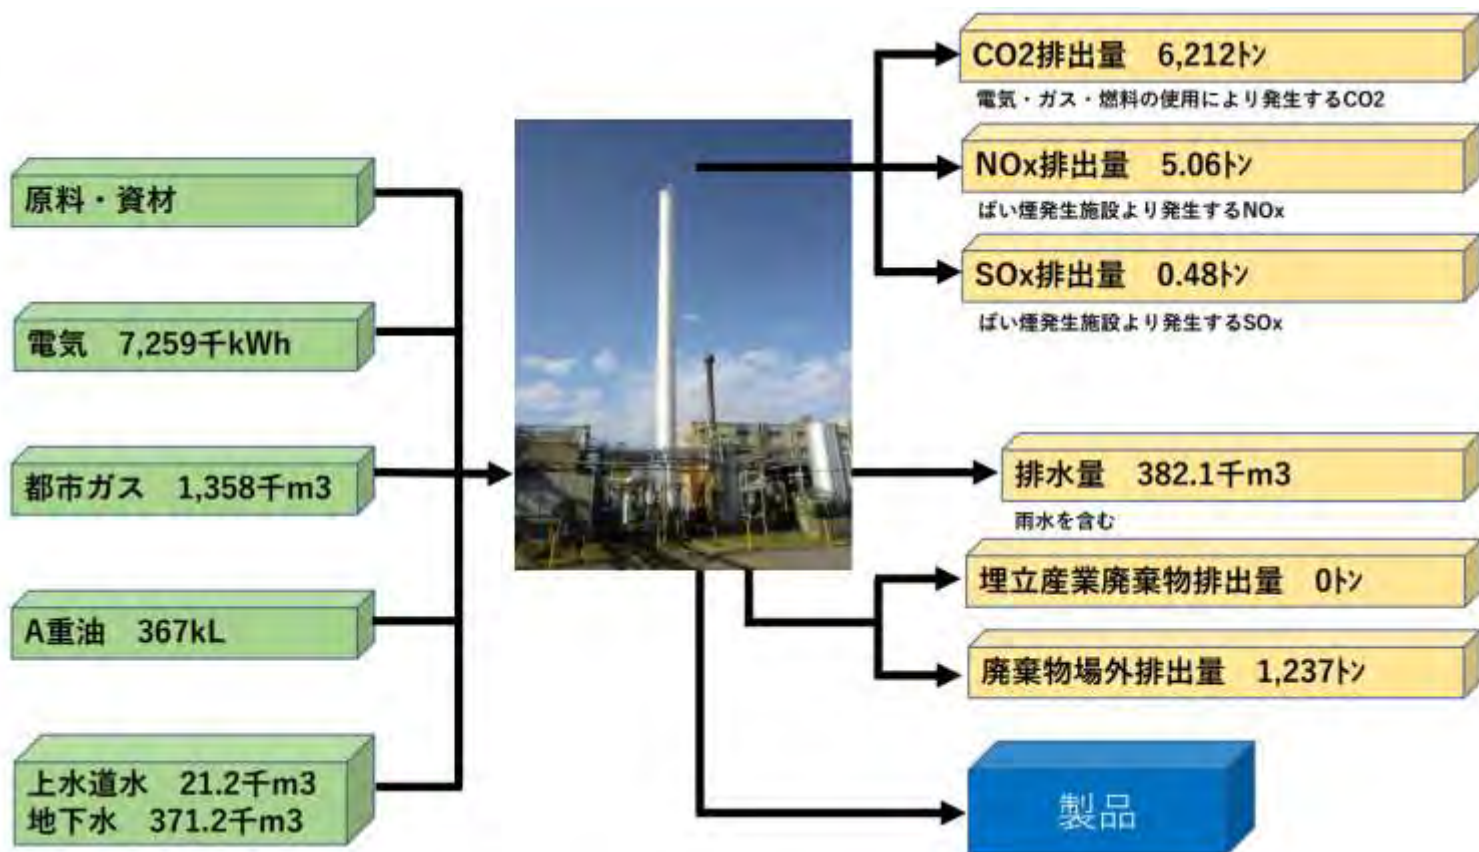 原料・資材
電気　7,259千kWh
都市ガス　1,358千m3
A重油　367kL
上水道水　21.2千m3
地下水　371.2千m3
CO2排出量　6,212㌧
電気・ガス・燃料の使用により発生するCO2
NOx排出量　5.06㌧
ばい煙発生施設より発生するNOx
SOx排出量　0.48㌧
ばい煙発生施設より発生するSOx
排水量　382.1千m3
雨水を含む
埋立産業廃棄物排出量　0㌧
廃棄物場外排出量　1,237㌧
製品